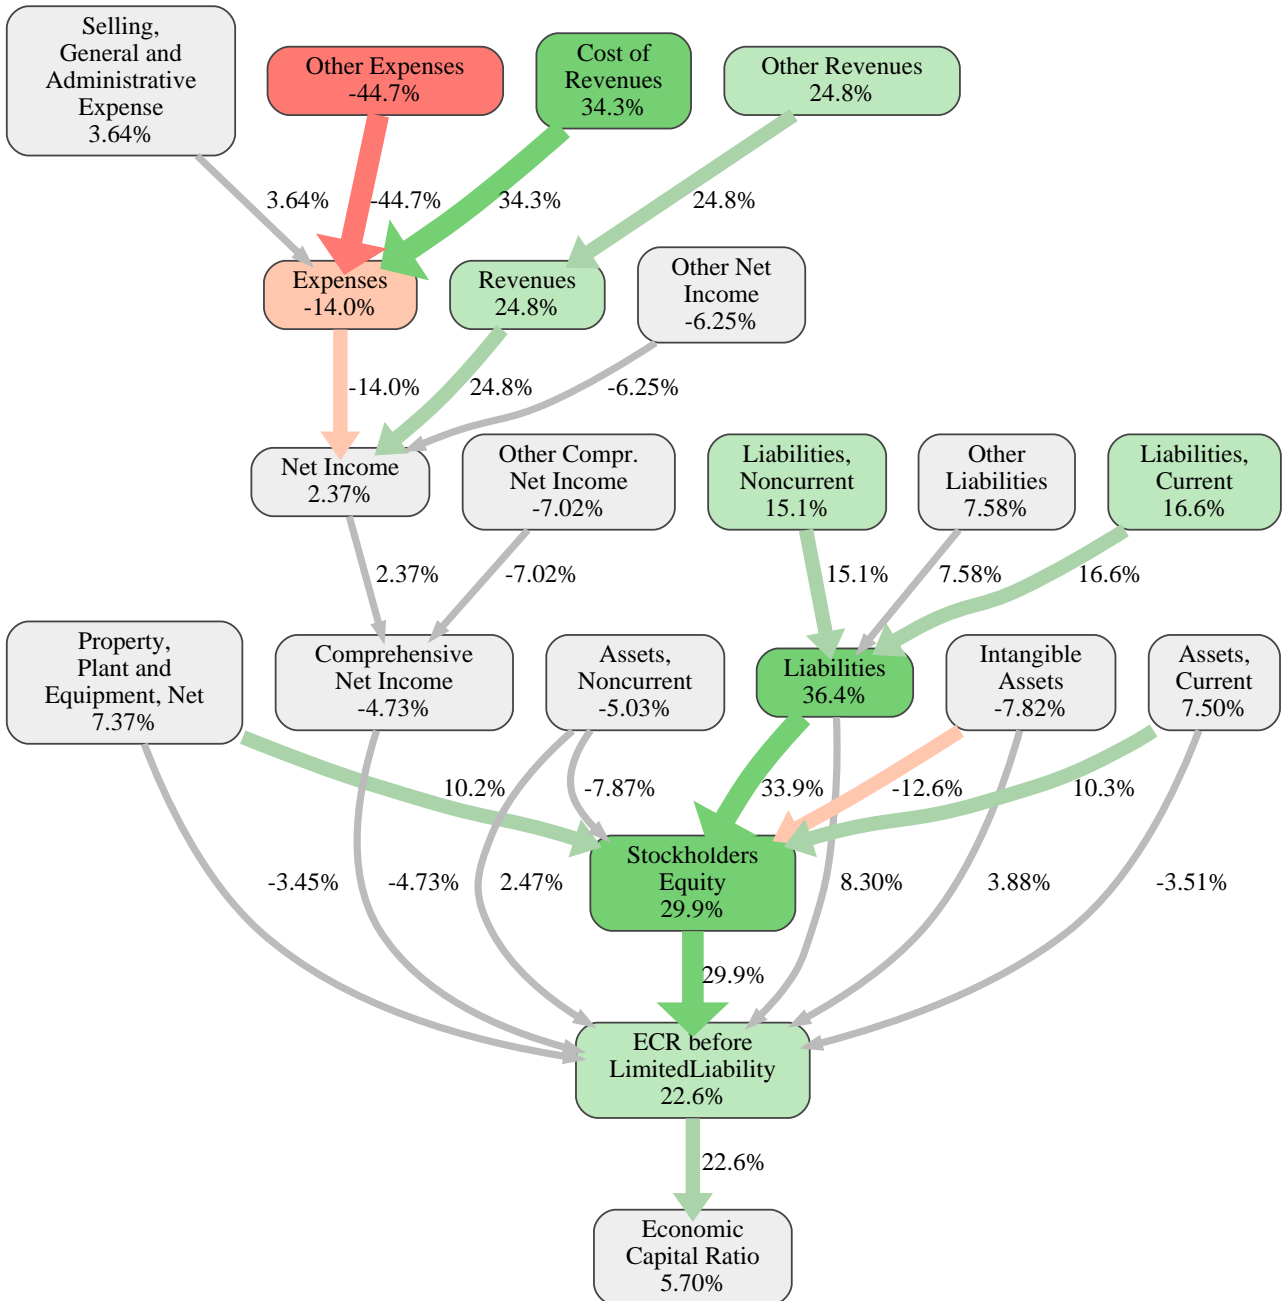 Selling,
General and
Administrative
Expense
3.64%
Other Expenses
-44.7%
Cost of
Revenues
34.3%
Other Revenues
24.8%
3.64%
-44.7%
34.3%
24.8%
Expenses
-14.0%
Revenues
24.8%
Other Net
Income
-6.25%
-14.0%
24.8%
-6.25%
Net Income
2.37%
Other Compr.
Net Income
-7.02%
Liabilities,
Noncurrent
15.1%
Other
Liabilities
7.58%
Liabilities,
Current
16.6%
2.37%
-7.02%
15.1%
7.58%
16.6%
Property,
Plant and
Equipment, Net
7.37%
Comprehensive
Net Income
-4.73%
Assets,
Noncurrent
-5.03%
Liabilities
36.4%
Intangible
Assets
-7.82%
Assets,
Current
7.50%
10.2%
-7.87%
33.9%
-12.6%
10.3%
Stockholders
Equity
29.9%
-3.45%
-4.73%
2.47%
8.30%
3.88%
-3.51%
29.9%
ECR before
LimitedLiability
22.6%
22.6%
Economic
Capital Ratio
5.70%